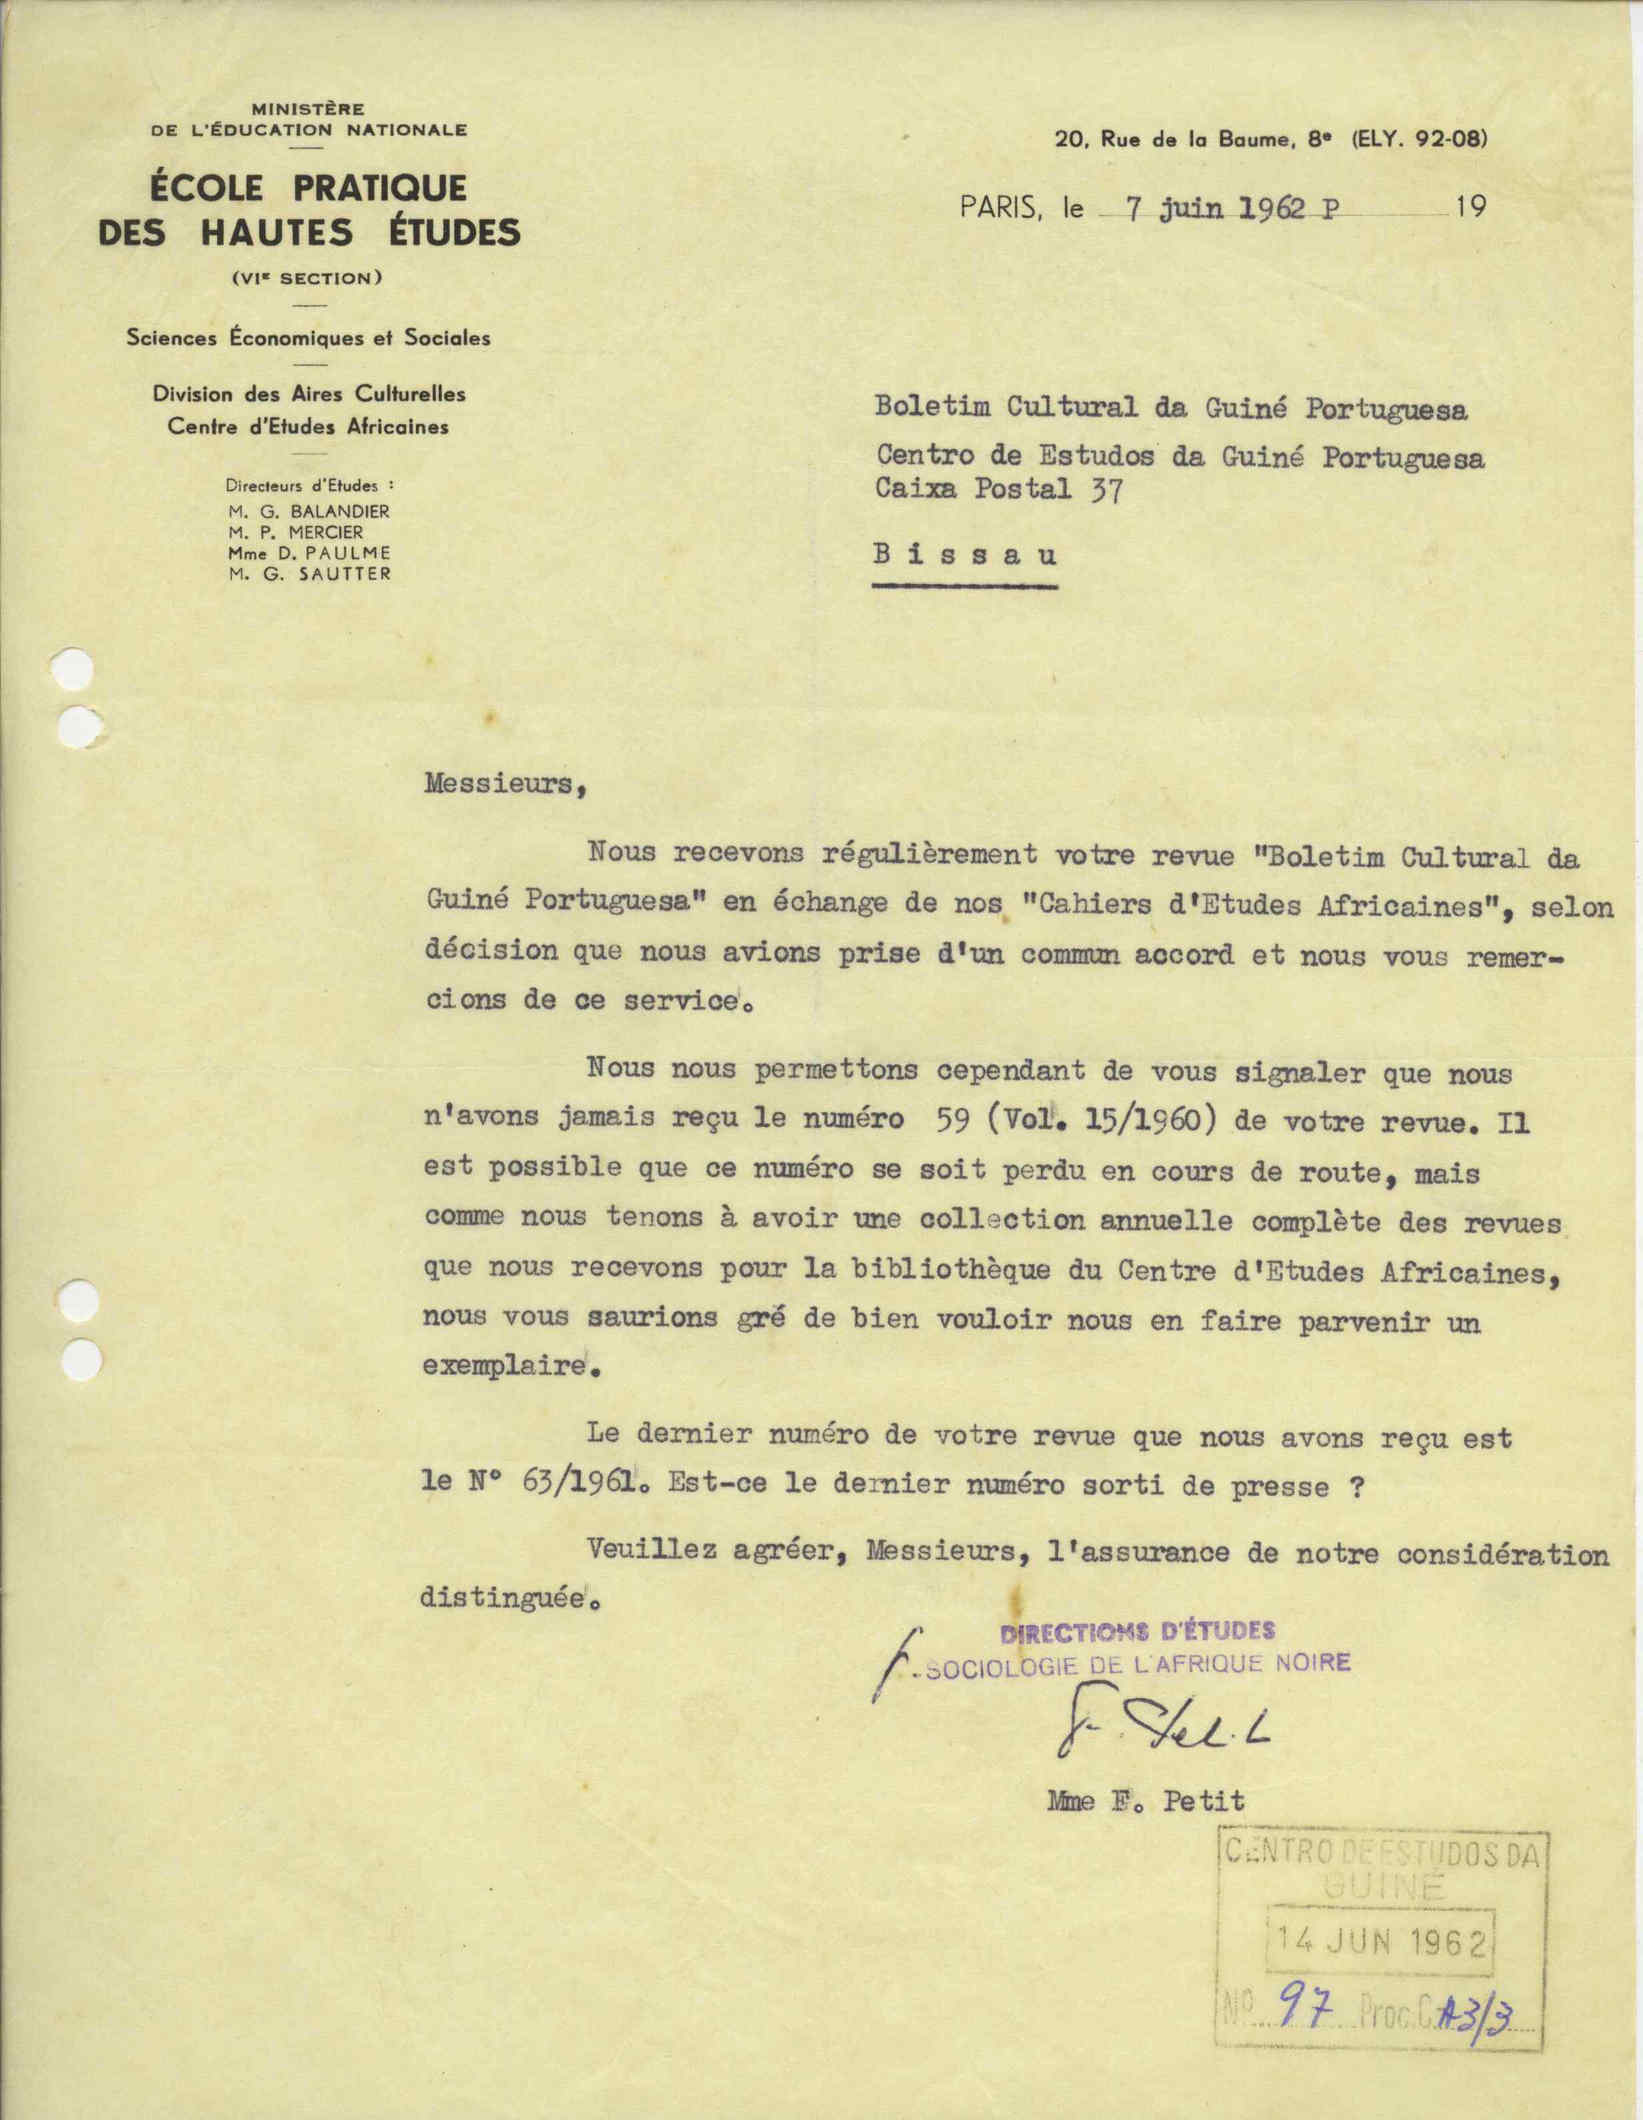 MINISTÈRE
DE L'ÉDUCATION NATIONALE
ÉCOLE PRATIQUE
DES HAUTES ÉTUDES
(VIᴱ SECTION)
Sciences Économiques et Sociales
Division des Aires Culturelles
Centre d'Etudes Africaines
Directeurs d'Etudes :
M. G. BALANDIER
M. P. MERCIER
Mme D. PAULME
M. G. SAUTTER
20, Rue de la Baume, 8ᵉ (ELY. 92-08)
PARIS, le 7 juin 1962 P 19
Boletim Cultural da Guiné Portuguesa
Centro de Estudos da Guiné Portuguesa
Caixa Postal 37
B i s s a u
Messieurs,
Nous recevons régulièrement votre revue "Boletim Cultural da
Guiné Portuguesa" en échange de nos "Cahiers d'Etudes Africaines", selon
décision que nous avions prise d'un commun accord et nous vous remer-
cions de ce service.
Nous nous permettons cependant de vous signaler que nous
n'avons jamais reçu le numéro 59 (Vol. 15/1960) de votre revue. Il
est possible que ce numéro se soit perdu en cours de route, mais
comme nous tenons à avoir une collection annuelle complète des revues
que nous recevons pour la bibliothèque du Centre d'Etudes Africaines,
nous vous saurions gré de bien vouloir nous en faire parvenir un
exemplaire.
Le dernier numéro de votre revue que nous avons reçu est
le N° 63/1961. Est-ce le dernier numéro sorti de presse ?
Veuillez agréer, Messieurs, l'assurance de notre considération
distinguée.
DIRECTIONS D'ÉTUDES
SOCIOLOGIE DE L'AFRIQUE NOIRE
Mme F. Petit
CENTRO DE ESTUDOS DA
GUINÉ
14 JUN 1962
Nº 97 Proc. C. A3/3